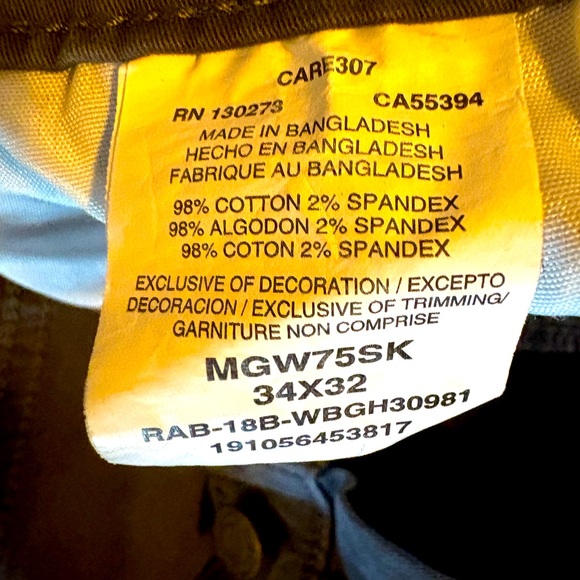 CARE307
RN 130273 CA55394
MADE IN BANGLADESH
HECHO EN BANGLADESH
FABRIQUE AU BANGLADESH
98% COTTON 2% SPANDEX
98% ALGODON 2% SPANDEX
98% COTON 2% SPANDEX
EXCLUSIVE OF DECORATION / EXCEPTO
DECORACION / EXCLUSIVE OF TRIMMING/
GARNITURE NON COMPRISE
MGW75SK
34X32
RAB-18B-WBGH30981
191056453817